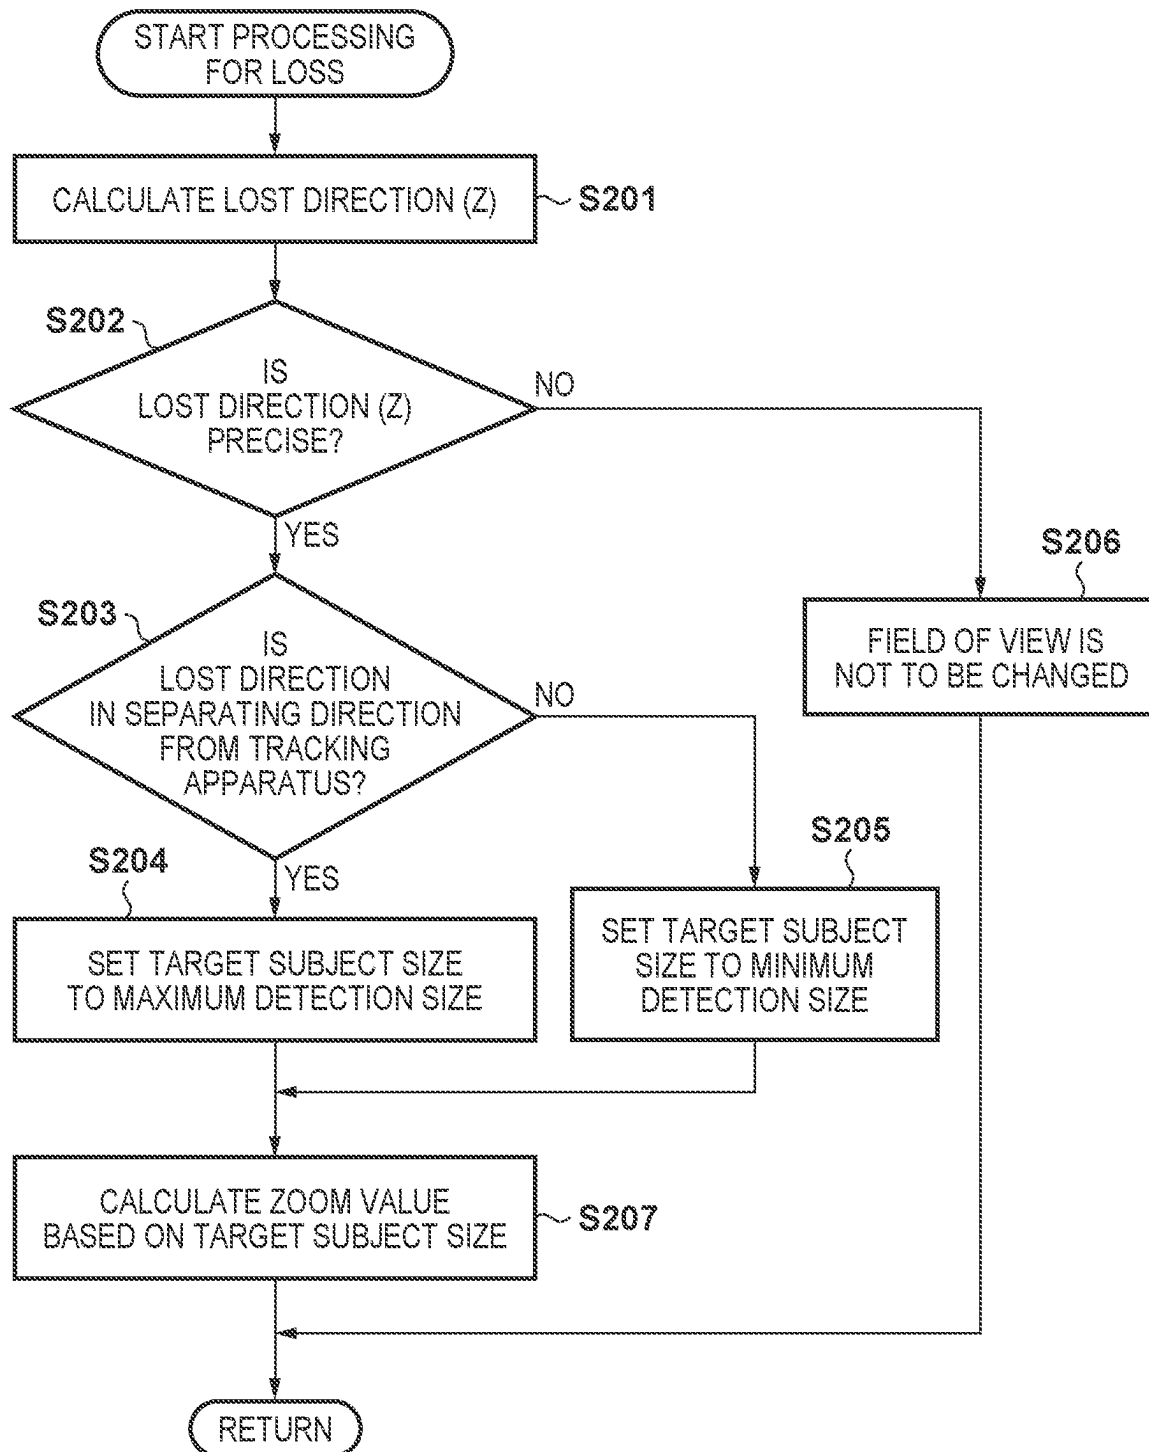 START PROCESSING
FOR LOSS
CALCULATE LOST DIRECTION (Z)
S201
S202
IS
LOST DIRECTION (Z)
PRECISE?
NO
YES
S203
IS
LOST DIRECTION
IN SEPARATING DIRECTION
FROM TRACKING
APPARATUS?
NO
YES
S206
FIELD OF VIEW IS
NOT TO BE CHANGED
S204
SET TARGET SUBJECT SIZE
TO MAXIMUM DETECTION SIZE
S205
SET TARGET SUBJECT
SIZE TO MINIMUM
DETECTION SIZE
CALCULATE ZOOM VALUE
BASED ON TARGET SUBJECT SIZE
S207
RETURN